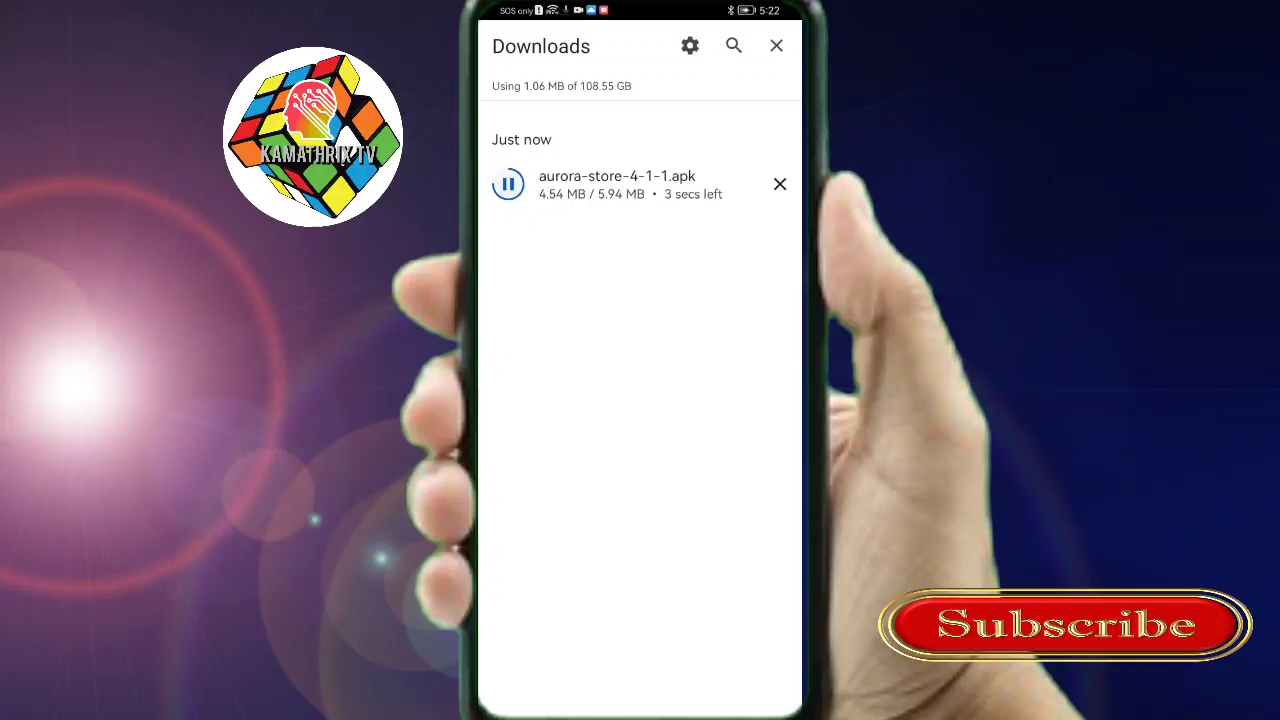 SOS only
5:22
Downloads
Using 1.06 MB of 108.55 GB
Just now
aurora-store-4-1-1.apk
4.54 MB / 5.94 MB • 3 secs left
KAMATHRIX TV
Subscribe